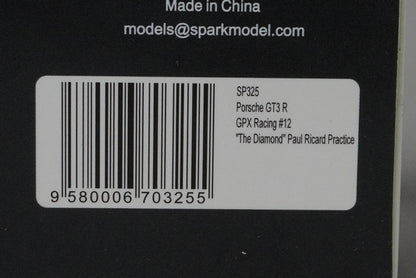 Made in China
models@sparkmodel.com
SP325
Porsche GT3 R
GPX Racing #12
"The Diamond" Paul Ricard Practice
9 580006 703255